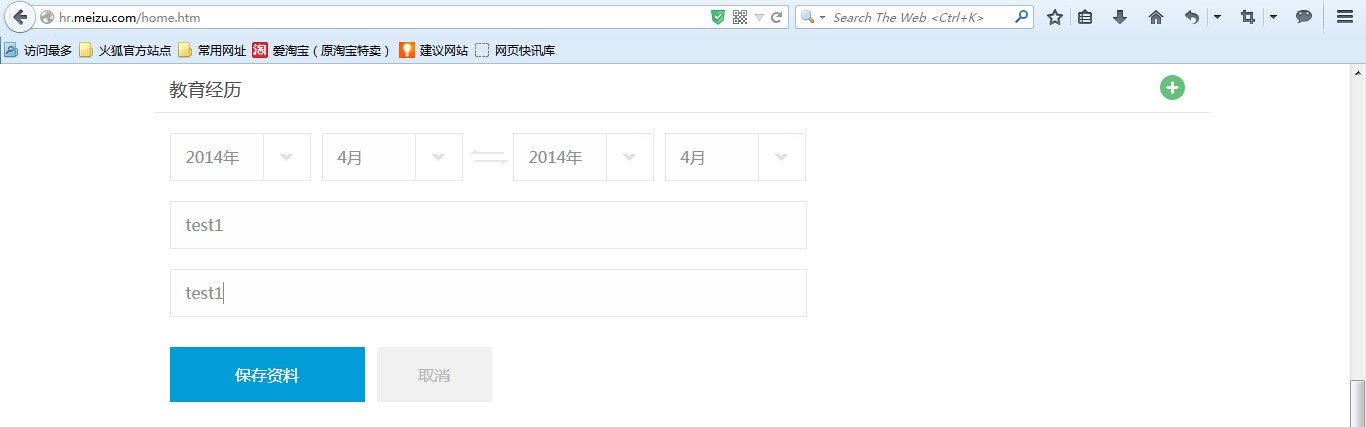 hr.meizu.com/home.htm
Search The Web <Ctrl+K>
访问最多 火狐官方站点 常用网址 淘 爱淘宝（原淘宝特卖） 建议网站 网页快讯库
教育经历
2014年 4月 2014年 4月
test1
test1
保存资料 取消